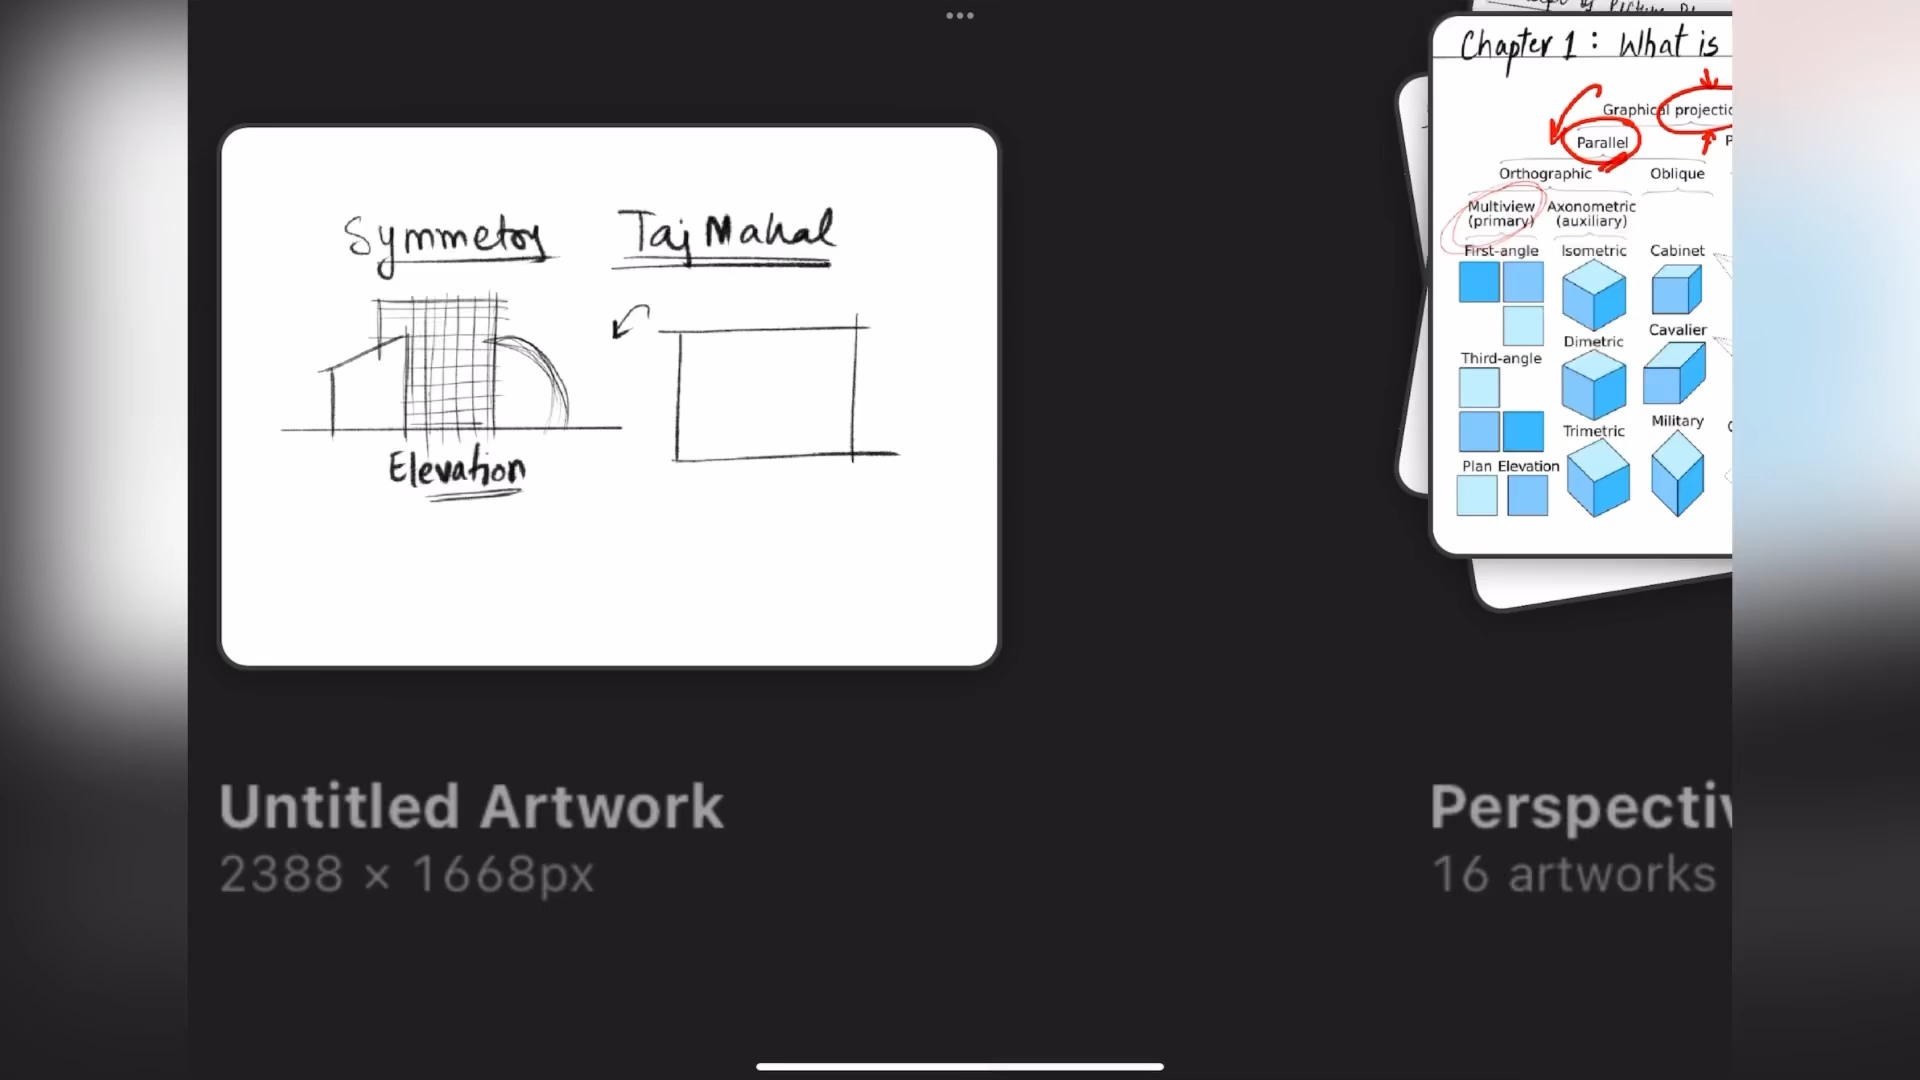 Symmetry Taj Mahal
Elevation
Untitled Artwork
2388 × 1668px
Chapter 1: What is
Graphical projectio
Parallel
Orthographic Oblique
Multiview Axonometric
(primary) (auxiliary)
First-angle Isometric Cabinet
Dimetric Cavalier
Third-angle
Trimetric Military
Plan Elevation
Perspectiv
16 artworks